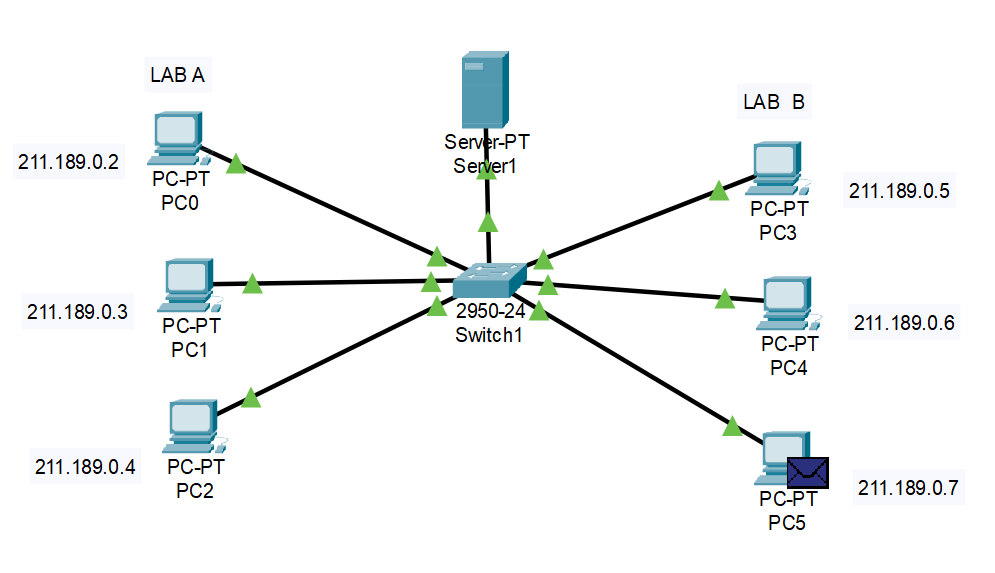 LAB A
211.189.0.2
PC-PT
PC0
211.189.0.3
PC-PT
PC1
211.189.0.4
PC-PT
PC2
Server-PT
Server1
2950-24
Switch1
LAB  B
PC-PT
PC3
211.189.0.5
PC-PT
PC4
211.189.0.6
PC-PT
PC5
211.189.0.7